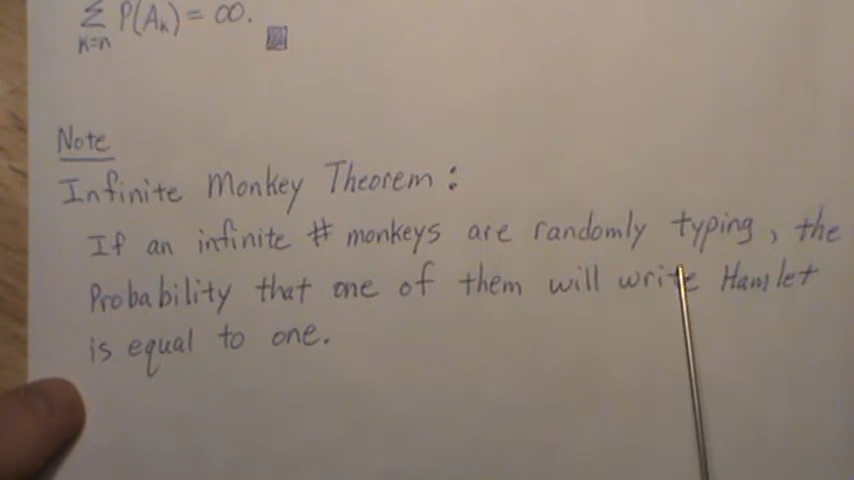 ∑ P(Aₖ) = ∞.
k=n
Note
Infinite Monkey Theorem:
If an infinite # monkeys are randomly typing, the
Probability that one of them will write Hamlet
is equal to one.